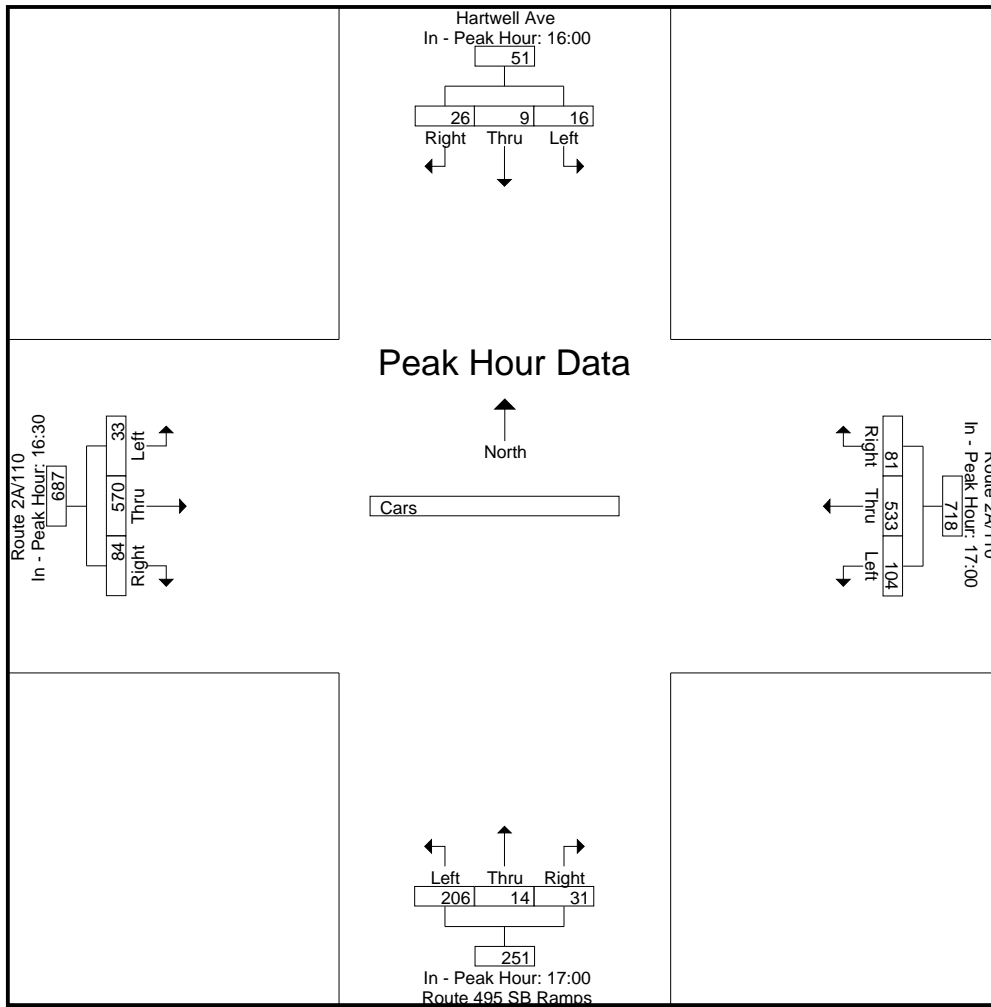 Hartwell Ave
In - Peak Hour: 16:00
51
26 9 16
Right Thru Left
Peak Hour Data
North
Cars
Route 2A/110
In - Peak Hour: 16:30
687
33 570 84
Left Thru Right
Right Thru Left
81 533 104
718
In - Peak Hour: 17:00
Route 2A/110
Left Thru Right
206 14 31
251
In - Peak Hour: 17:00
Route 495 SB Ramps